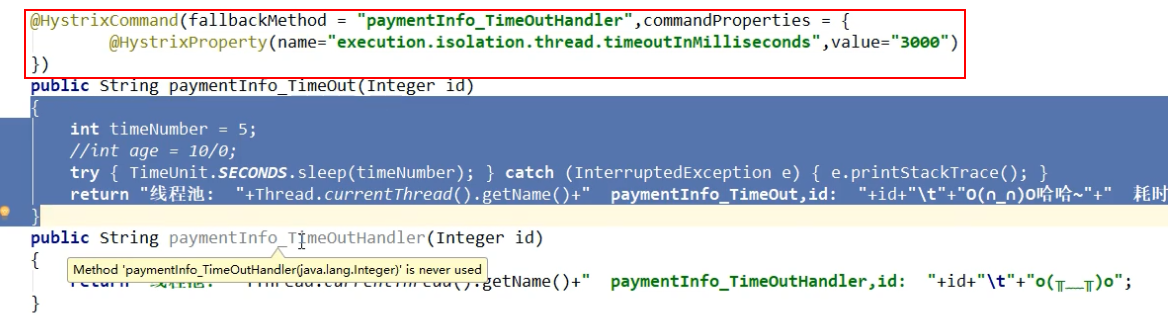 @HystrixCommand(fallbackMethod = "paymentInfo_TimeOutHandler",commandProperties = {
@HystrixProperty(name="execution.isolation.thread.timeoutInMilliseconds",value="3000")
})
public String paymentInfo_TimeOut(Integer id)
{
int timeNumber = 5;
//int age = 10/0;
try { TimeUnit.SECONDS.sleep(timeNumber); } catch (InterruptedException e) { e.printStackTrace(); }
return "线程池:  "+Thread.currentThread().getName()+"  paymentInfo_TimeOut,id:  "+id+"\t"+"O(∩_∩)O哈哈~"+"  耗时
}
public String paymentInfo_TimeOutHandler(Integer id)
{
Method 'paymentInfo_TimeOutHandler(java.lang.Integer)' is never used
return "线程池:  "+Thread.currentThread().getName()+"  paymentInfo_TimeOutHandler,id:  "+id+"\t"+"o(╥﹏╥)o";
}